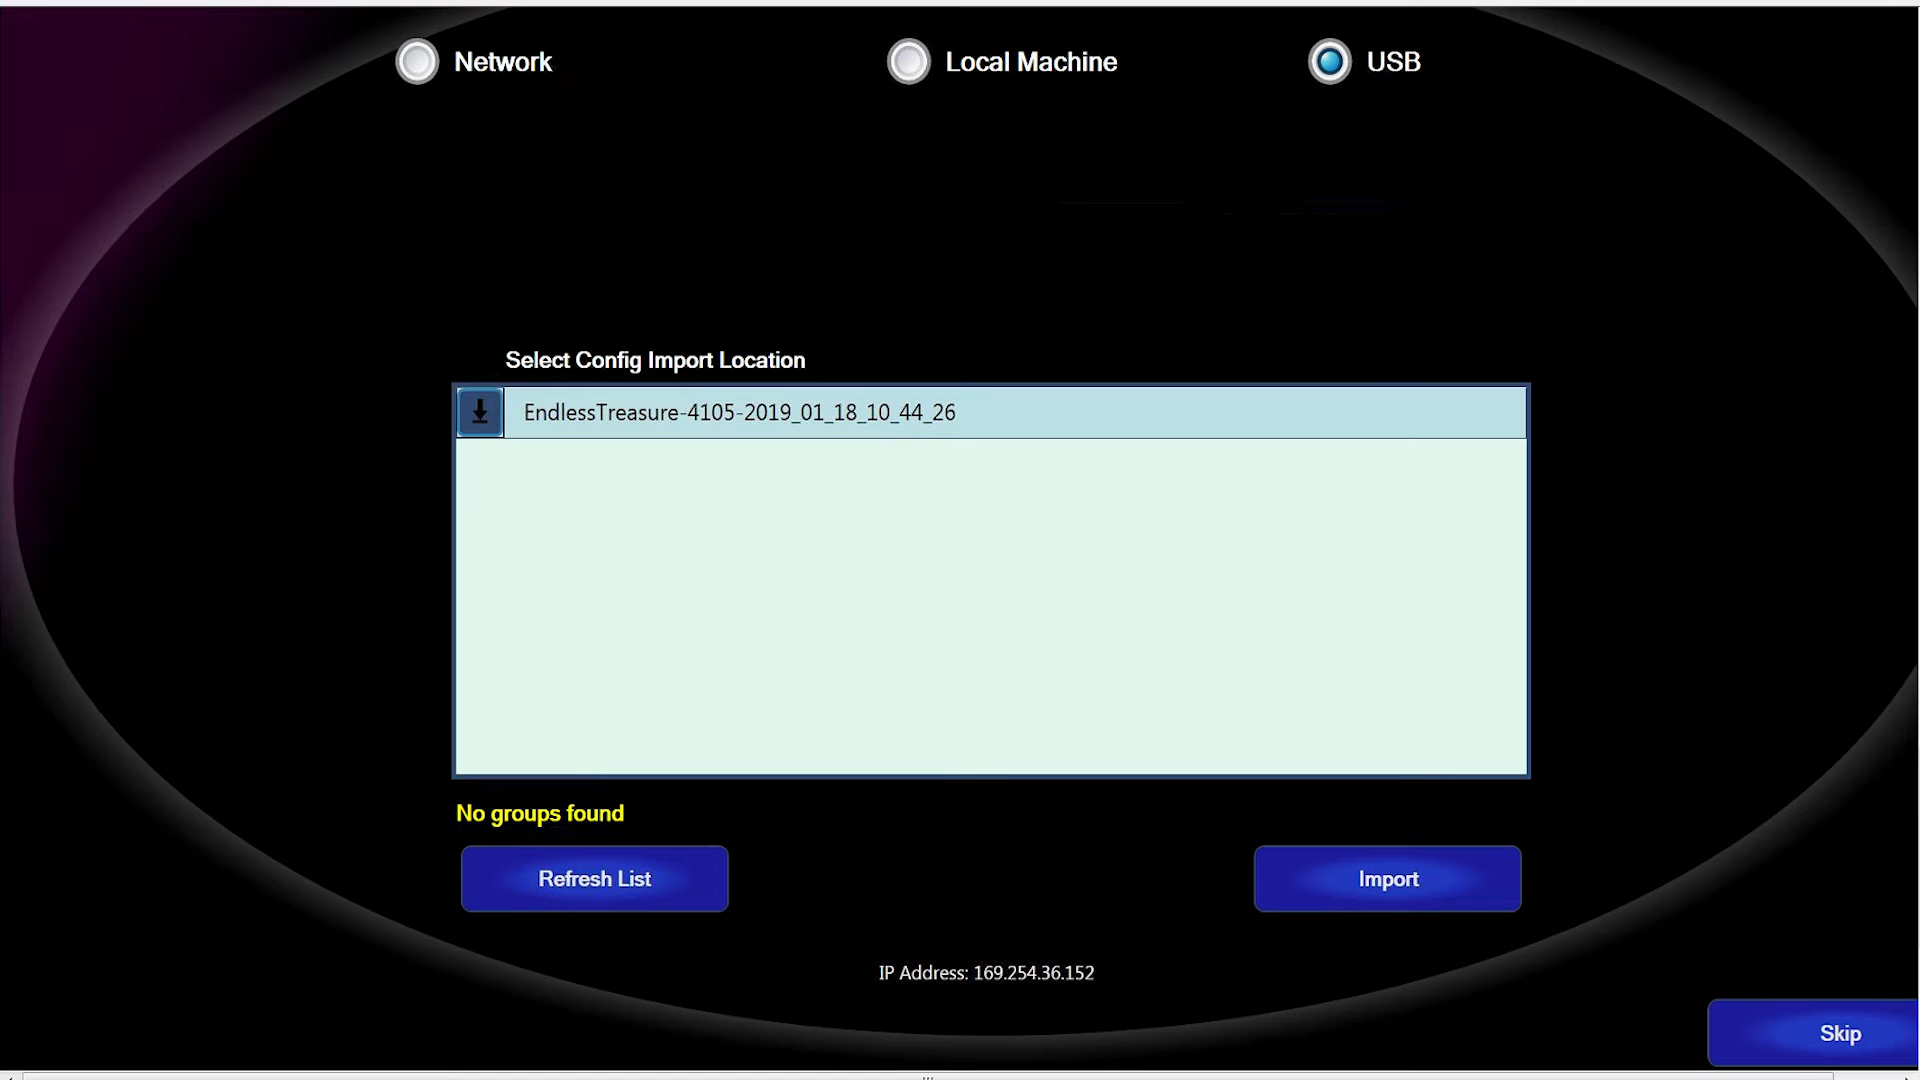 Network
Local Machine
USB
Select Config Import Location
EndlessTreasure-4105-2019_01_18_10_44_26
No groups found
Refresh List
Import
IP Address: 169.254.36.152
Skip